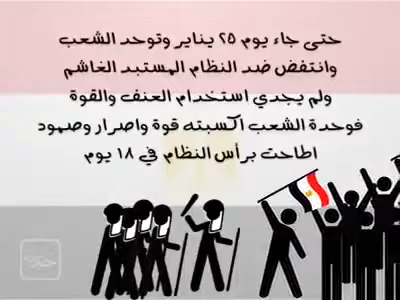 حتى جاء يوم ٢٥ يناير وتوحد الشعب
وانتفض ضد النظام المستبد الغاشم
ولم يجدي استخدام العنف والقوة
فوحدة الشعب اكسبته قوة واصرار وصمود
اطاحت برأس النظام في ١٨ يوم